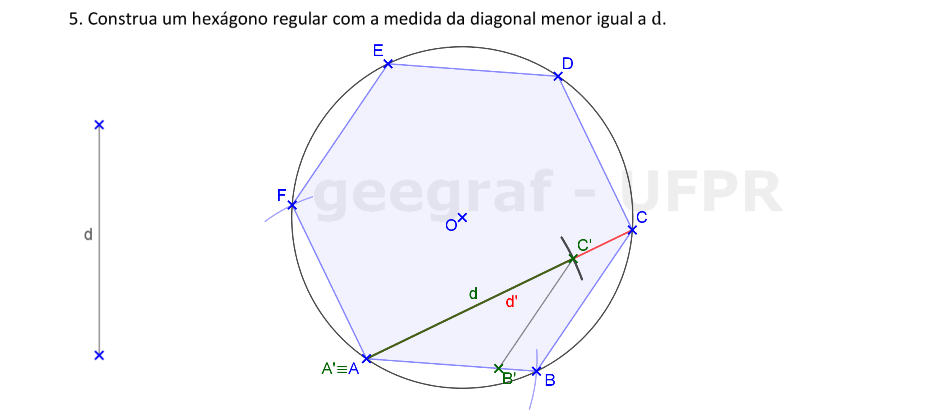 5. Construa um hexágono regular com a medida da diagonal menor igual a d.
E
D
F
geegraf - UFPR
d
O
C
C'
d
d'
A'≡A
B'
B